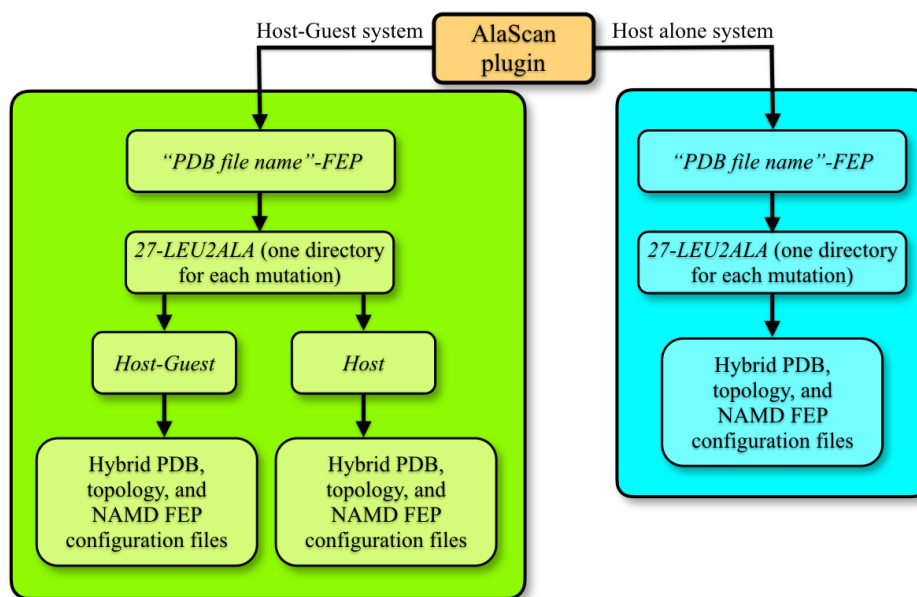 Host-Guest system
AlaScan
plugin
Host alone system
“PDB file name”-FEP
27-LEU2ALA (one directory
for each mutation)
Host-Guest
Host
Hybrid PDB,
topology, and
NAMD FEP
configuration files
Hybrid PDB,
topology, and
NAMD FEP
configuration files
“PDB file name”-FEP
27-LEU2ALA (one directory
for each mutation)
Hybrid PDB,
topology, and
NAMD FEP
configuration files